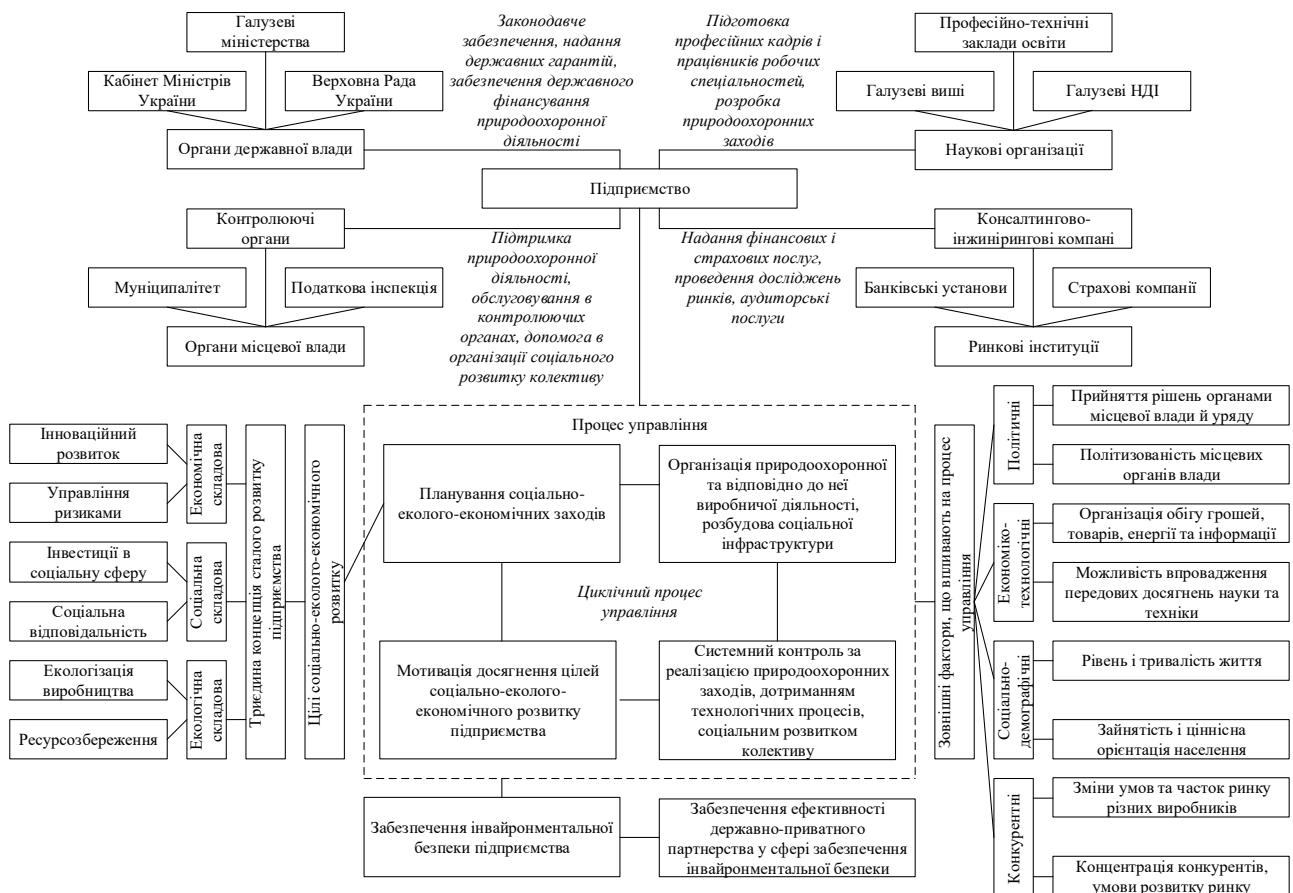 Галузеві
міністерства
Кабінет Міністрів
України
Верховна Рада
України
Органи державної влади
Законодавче
забезпечення, надання
державних гарантій,
забезпечення державного
фінансування
природоохоронної
діяльності
Підготовка
професійних кадрів і
працівників робочих
спеціальностей,
розробка
природоохоронних
заходів
Професійно-технічні
заклади освіти
Галузеві виші
Галузеві НДІ
Наукові організації
Підприємство
Контролюючі
органи
Муніципалітет
Податкова інспекція
Органи місцевої влади
Підтримка
природоохоронної
діяльності,
обслуговування в
контролюючих
органах, допомога в
організації соціального
розвитку колективу
Надання фінансових і
страхових послуг,
проведення досліджень
ринків, аудиторські
послуги
Консалтингово-
інжинірингові компанії
Банківські установи
Страхові компанії
Ринкові інституції
Інноваційний
розвиток
Управління
ризиками
Інвестиції в
соціальну сферу
Соціальна
відповідальність
Екологізація
виробництва
Ресурсозбереження
Економічна
складова
Соціальна
складова
Екологічна
складова
Триєдина концепція сталого розвитку
підприємства
Цілі соціально-еколого-економічного
розвитку
Процес управління
Планування соціально-
еколого-економічних заходів
Організація природоохоронної
та відповідно до неї
виробничої діяльності,
розбудова соціальної
інфраструктури
Циклічний процес
управління
Мотивація досягнення цілей
соціально-еколого-
економічного розвитку
підприємства
Системний контроль за
реалізацією природоохоронних
заходів, дотриманням
технологічних процесів,
соціальним розвитком
колективу
Забезпечення інвайронментальної
безпеки підприємства
Забезпечення ефективності
державно-приватного
партнерства у сфері забезпечення
інвайронментальної безпеки
Зовнішні фактори, що впливають на процес
управління
Політичні
Економіко-
технологічні
Соціально-
демографічні
Конкурентні
Прийняття рішень органами
місцевої влади й уряду
Політизованість місцевих
органів влади
Організація обігу грошей,
товарів, енергії та інформації
Можливість впровадження
передових досягнень науки та
техніки
Рівень і тривалість життя
Зайнятість і ціннісна
орієнтація населення
Зміни умов та часток ринку
різних виробників
Концентрація конкурентів,
умови розвитку ринку